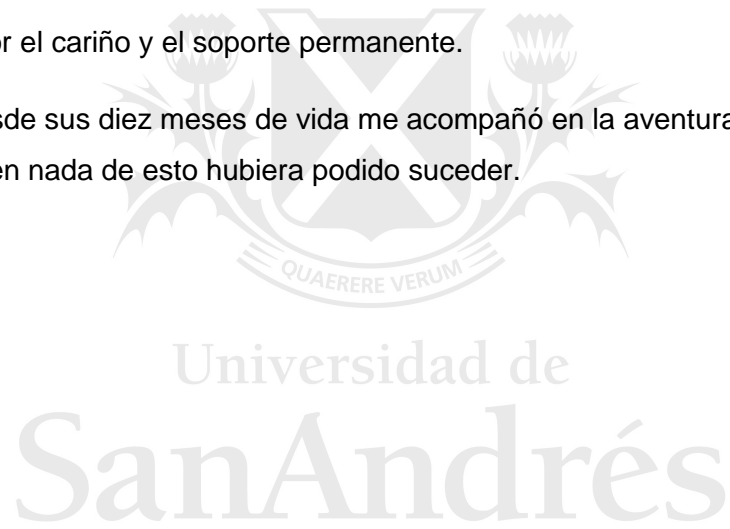 or el cariño y el soporte permanente.
sde sus diez meses de vida me acompañó en la aventura
en nada de esto hubiera podido suceder.
QUAERERE VERUM
Universidad de
SanAndrés